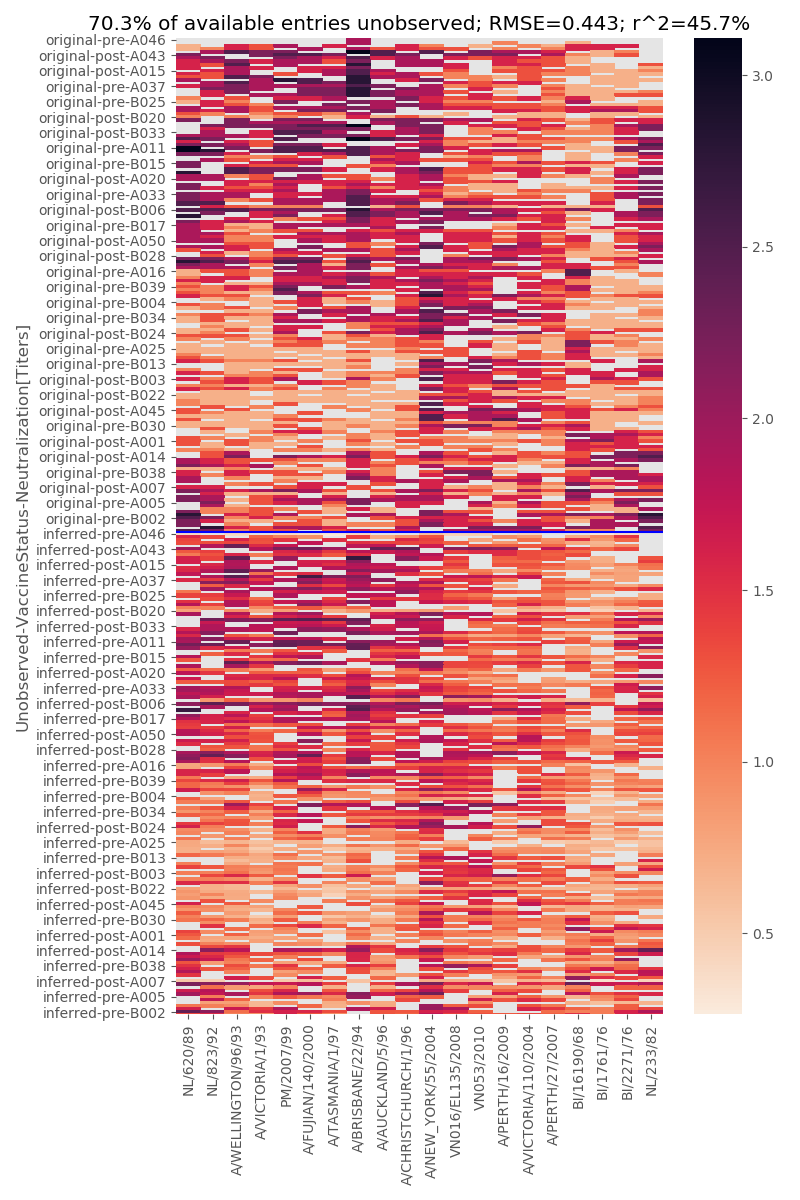 70.3% of available entries unobserved; RMSE=0.443; r^2=45.7%
Unobserved-VaccineStatus-Neutralization[Titers]
original-pre-A046
original-post-A043
original-post-A015
original-pre-A037
original-pre-B025
original-post-B020
original-post-B033
original-pre-A011
original-pre-B015
original-post-A020
original-pre-A033
original-post-B006
original-pre-B017
original-post-A050
original-post-B028
original-pre-A016
original-pre-B039
original-pre-B004
original-pre-B034
original-post-B024
original-pre-A025
original-pre-B013
original-post-B003
original-post-B022
original-post-A045
original-pre-B030
original-post-A001
original-post-A014
original-pre-B038
original-post-A007
original-pre-A005
original-pre-B002
inferred-pre-A046
inferred-post-A043
inferred-post-A015
inferred-pre-A037
inferred-pre-B025
inferred-post-B020
inferred-post-B033
inferred-pre-A011
inferred-pre-B015
inferred-post-A020
inferred-pre-A033
inferred-post-B006
inferred-pre-B017
inferred-post-A050
inferred-post-B028
inferred-pre-A016
inferred-pre-B039
inferred-pre-B004
inferred-pre-B034
inferred-post-B024
inferred-pre-A025
inferred-pre-B013
inferred-post-B003
inferred-post-B022
inferred-post-A045
inferred-pre-B030
inferred-post-A001
inferred-post-A014
inferred-pre-B038
inferred-post-A007
inferred-pre-A005
inferred-pre-B002
NL/620/89
NL/823/92
A/WELLINGTON/96/93
A/VICTORIA/1/93
PM/2007/99
A/FUJIAN/140/2000
A/TASMANIA/1/97
A/BRISBANE/22/94
A/AUCKLAND/5/96
A/CHRISTCHURCH/1/96
A/NEW_YORK/55/2004
VN016/EL135/2008
VN053/2010
A/PERTH/16/2009
A/VICTORIA/110/2004
A/PERTH/27/2007
BI/16190/68
BI/1761/76
BI/2271/76
NL/233/82
3.0
2.5
2.0
1.5
1.0
0.5